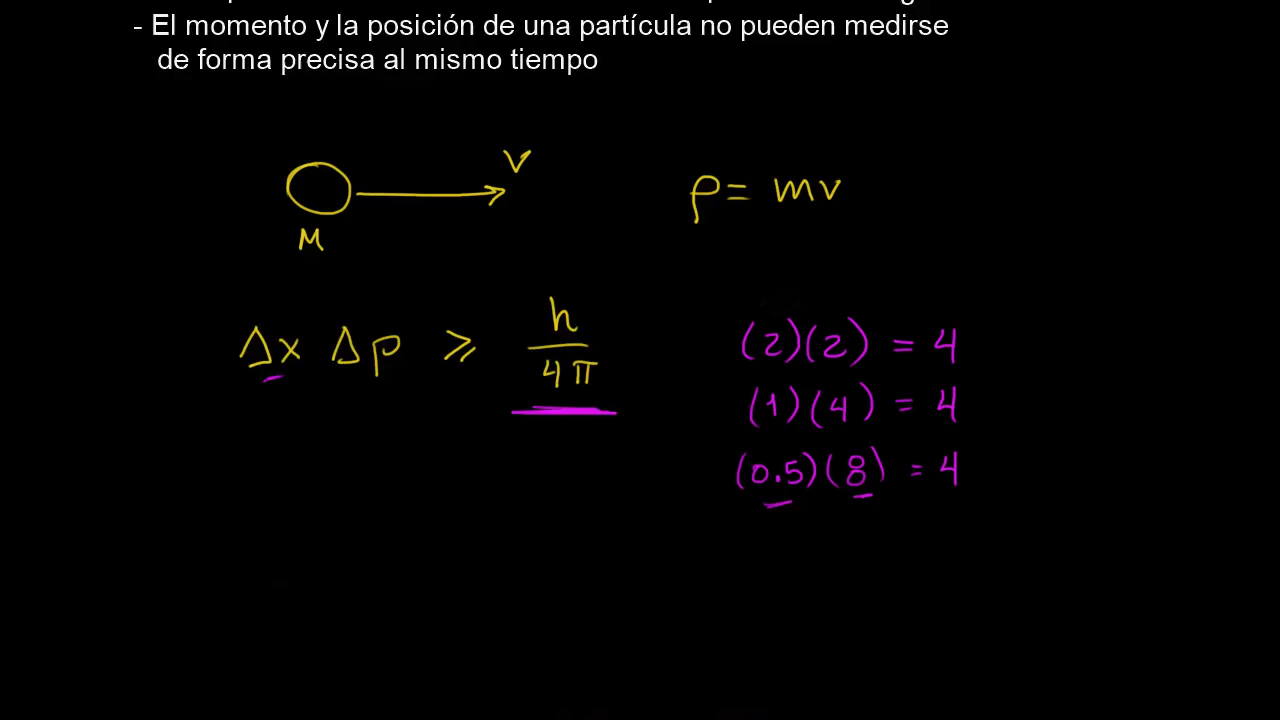 - El momento y la posición de una partícula no pueden medirse
de forma precisa al mismo tiempo
V
p = mv
M
Δx Δp ≥ h / 4π
(2)(2) = 4
(1)(4) = 4
(0.5)(8) = 4